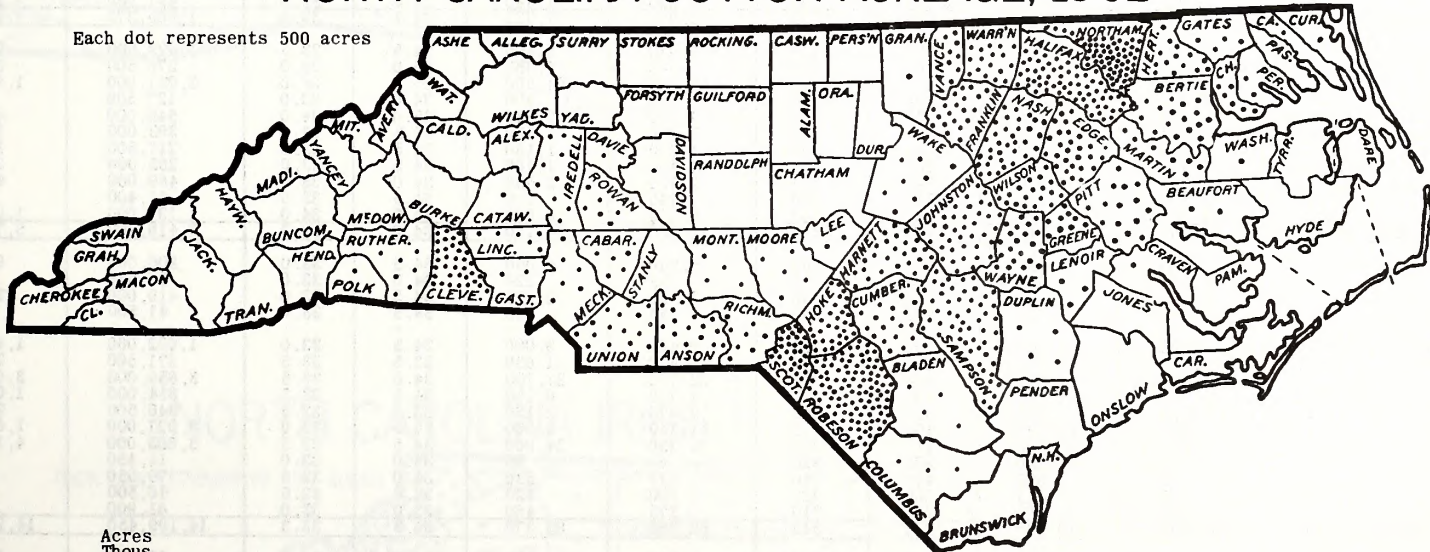 NORTH CAROLINA COTTON ACREAGE,
Each dot represents 500 acres
ASHE
ALLEG.
SURRY
STOKES
ROCKING.
CASW.
PERS'N
GRAN.
VANCE
WARR'N
HALIFAX
NORTHAM.
HERT.
GATES
CA.
CUR.
PAS.
PER.
CH.
BERTIE
WAT.
AVERY
MIT.
YANCEY
MADI.
WILKES
YAD.
FORSYTH
GUILFORD
ALAM.
ORA.
DUR.
CALD.
ALEX.
IREDELL
DAVIE
ROWAN
DAVIDSON
RANDOLPH
CHATHAM
WAKE
FRANKLIN
NASH
EDGE.
MARTIN
WASH.
TYRR.
DARE
HAYW.
BUNCOM.
McDOW.
BURKE
CATAW.
LINC.
CABAR.
STANLY
MONT.
MOORE
LEE
HARNETT
JOHNSTON
WILSON
PITT
GREENE
BEAUFORT
HYDE
SWAIN
GRAH.
JACK.
HEND.
RUTHER.
CHEROKEE
MACON
CL.
TRAN.
POLK
CLEVE.
GAST.
MECK.
UNION
ANSON
RICHM.
SCOT.
HOKE
CUMBER.
SAMPSON
WAYNE
LENOIR
DUPLIN
JONES
CRAVEN
PAM.
CAR.
ROBESON
BLADEN
PENDER
ONSLOW
COLUMBUS
N.H.
BRUNSWICK
Acres
Thous.